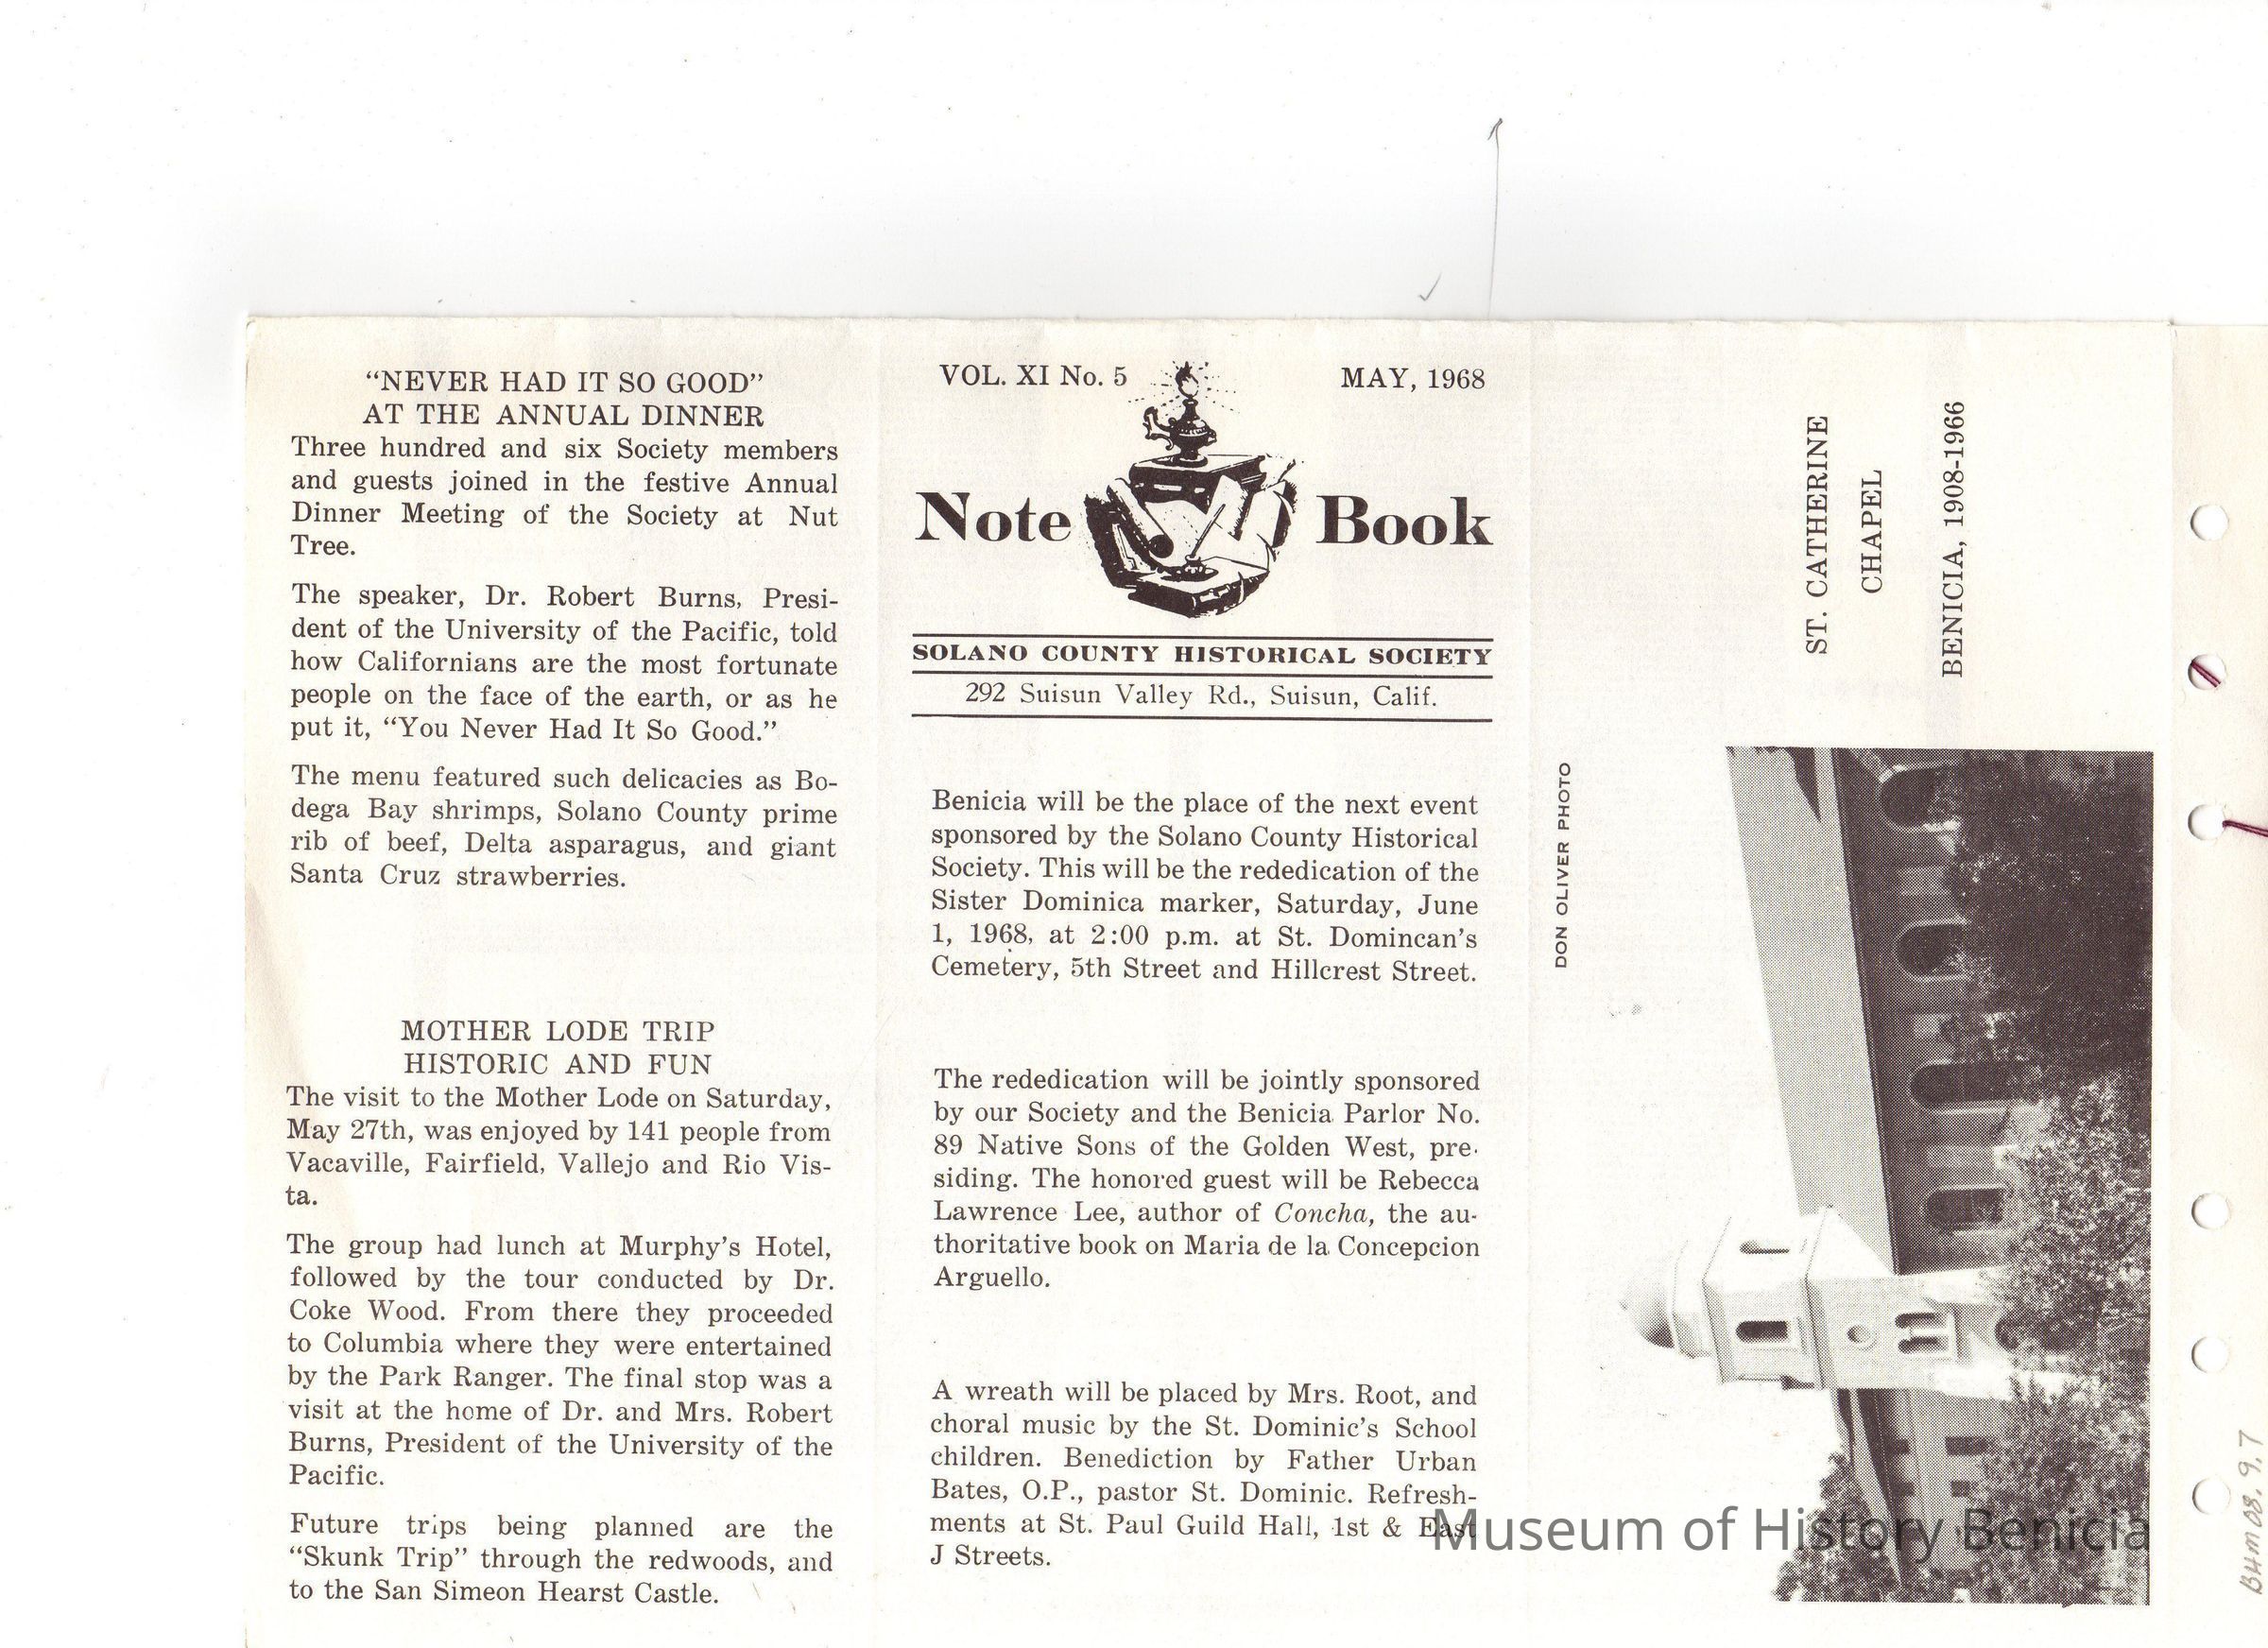 “NEVER HAD IT SO GOOD”
AT THE ANNUAL DINNER
Three hundred and six Society members
and guests joined in the festive Annual
Dinner Meeting of the Society at Nut
Tree.
The speaker, Dr. Robert Burns, Presi-
dent of the University of the Pacific, told
how Californians are the most fortunate
people on the face of the earth, or as he
put it, “You Never Had It So Good.”
The menu featured such delicacies as Bo-
dega Bay shrimps, Solano County prime
rib of beef, Delta asparagus, and giant
Santa Cruz strawberries.
MOTHER LODE TRIP
HISTORIC AND FUN
The visit to the Mother Lode on Saturday,
May 27th, was enjoyed by 141 people from
Vacaville, Fairfield, Vallejo and Rio Vis-
ta.
The group had lunch at Murphy’s Hotel,
followed by the tour conducted by Dr.
Coke Wood. From there they proceeded
to Columbia where they were entertained
by the Park Ranger. The final stop was a
visit at the home of Dr. and Mrs. Robert
Burns, President of the University of the
Pacific.
Future trips being planned are the
“Skunk Trip” through the redwoods, and
to the San Simeon Hearst Castle.
VOL. XI No. 5 MAY, 1968
Note Book
SOLANO COUNTY HISTORICAL SOCIETY
292 Suisun Valley Rd., Suisun, Calif.
Benicia will be the place of the next event
sponsored by the Solano County Historical
Society. This will be the rededication of the
Sister Dominica marker, Saturday, June
1, 1968, at 2:00 p.m. at St. Domincan’s
Cemetery, 5th Street and Hillcrest Street.
The rededication will be jointly sponsored
by our Society and the Benicia Parlor No.
89 Native Sons of the Golden West, pre-
siding. The honored guest will be Rebecca
Lawrence Lee, author of Concha, the au-
thoritative book on Maria de la Concepcion
Arguello.
A wreath will be placed by Mrs. Root, and
choral music by the St. Dominic’s School
children. Benediction by Father Urban
Bates, O.P., pastor St. Dominic. Refresh-
ments at St. Paul Guild Hall, 1st & East
J Streets.
DON OLIVER PHOTO
ST. CATHERINE
CHAPEL
BENICIA, 1908-1966
Museum of History Benicia
BHM08.9.7